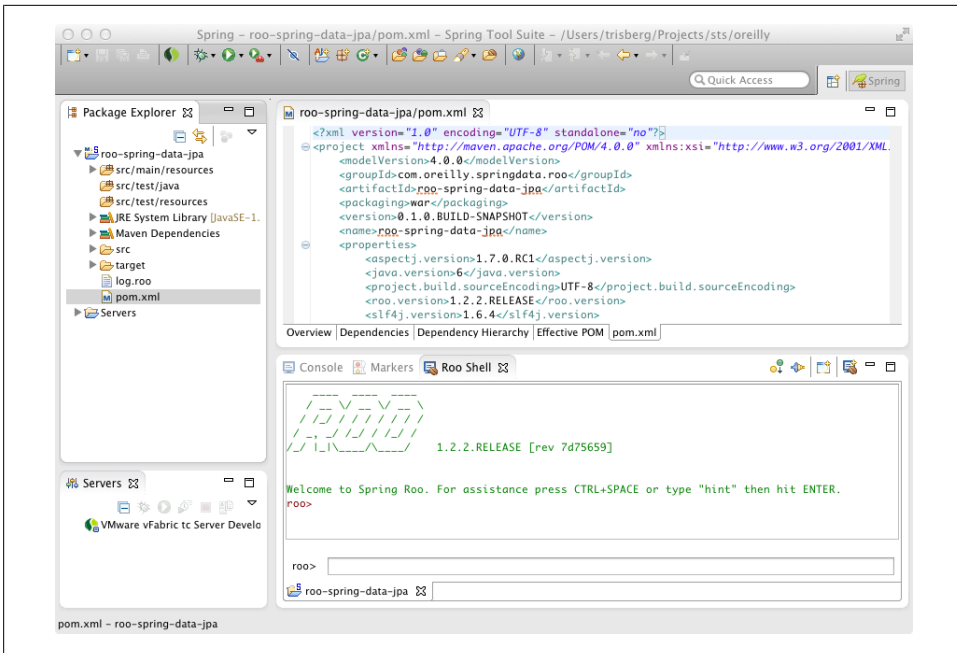 Spring – roo-spring-data-jpa/pom.xml – Spring Tool Suite – /Users/trisberg/Projects/sts/oreilly
Quick Access
Spring
Package Explorer
roo-spring-data-jpa
src/main/resources
src/test/java
src/test/resources
JRE System Library [JavaSE-1.
Maven Dependencies
src
target
log.roo
pom.xml
Servers
roo-spring-data-jpa/pom.xml
<?xml version="1.0" encoding="UTF-8" standalone="no"?>
<project xmlns="http://maven.apache.org/POM/4.0.0" xmlns:xsi="http://www.w3.org/2001/XML.
<modelVersion>4.0.0</modelVersion>
<groupId>com.oreilly.springdata.roo</groupId>
<artifactId>roo-spring-data-jpa</artifactId>
<packaging>war</packaging>
<version>0.1.0.BUILD-SNAPSHOT</version>
<name>roo-spring-data-jpa</name>
<properties>
<aspectj.version>1.7.0.RC1</aspectj.version>
<java.version>6</java.version>
<project.build.sourceEncoding>UTF-8</project.build.sourceEncoding>
<roo.version>1.2.2.RELEASE</roo.version>
<slf4j.version>1.6.4</slf4j.version>
Overview Dependencies Dependency Hierarchy Effective POM pom.xml
Console Markers Roo Shell
1.2.2.RELEASE [rev 7d75659]
Welcome to Spring Roo. For assistance press CTRL+SPACE or type "hint" then hit ENTER.
roo>
roo>
roo-spring-data-jpa
Servers
VMware vFabric tc Server Develo
pom.xml – roo-spring-data-jpa